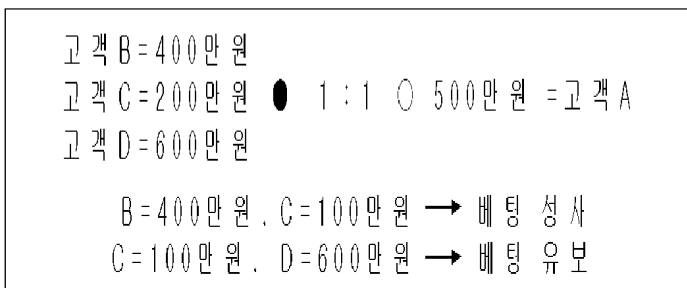 고객B=400만원
고객C=200만원 ● 1:1 ○ 500만원 =고객A
고객D=600만원
B=400만원, C=100만원 → 베팅 성사
C=100만원, D=600만원 → 베팅 유보